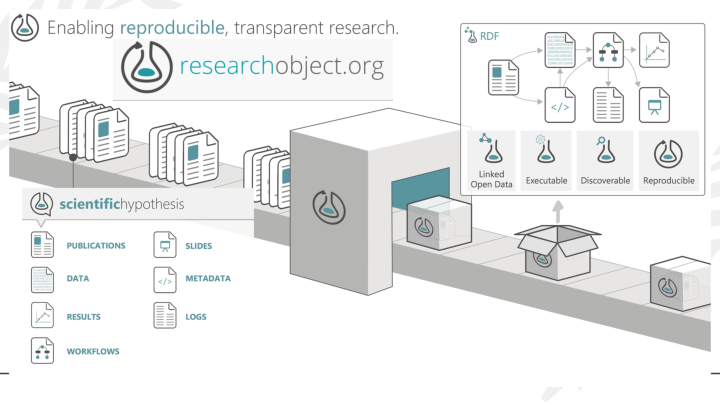 Enabling reproducible, transparent research.
researchobject.org
RDF
</>
Linked
Open Data
Executable
Discoverable
Reproducible
scientifichypothesis
PUBLICATIONS
SLIDES
DATA
</>
METADATA
RESULTS
LOGS
WORKFLOWS